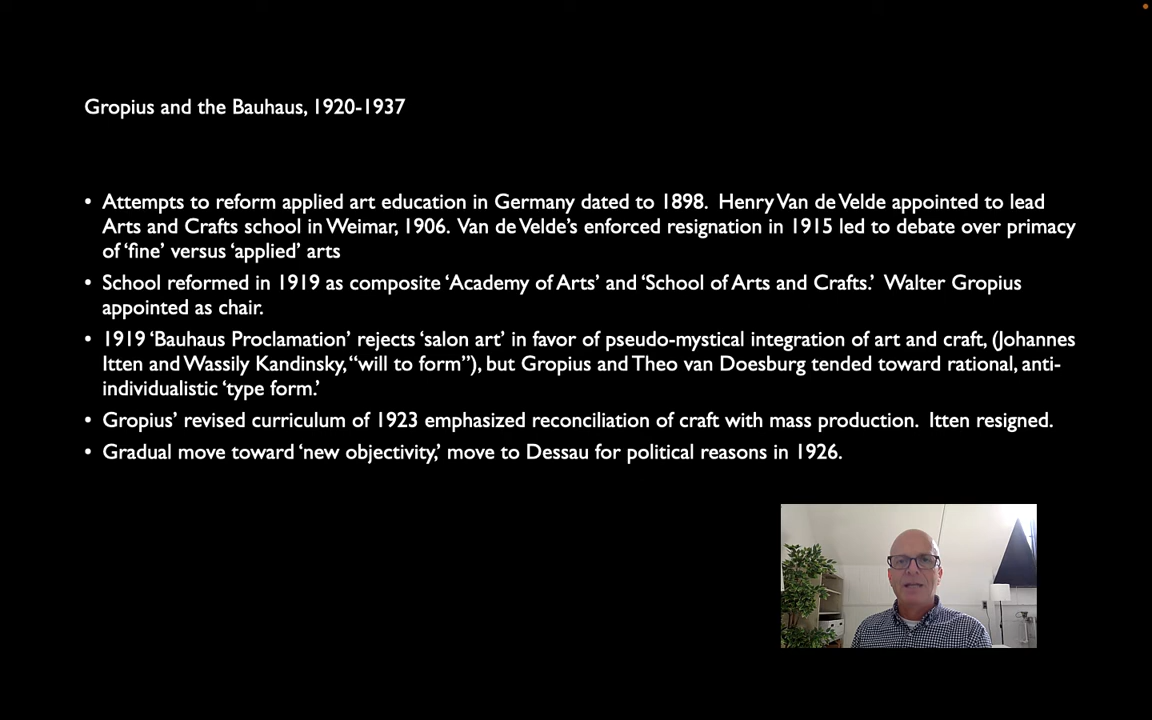 Gropius and the Bauhaus, 1920-1937
• Attempts to reform applied art education in Germany dated to 1898.  Henry Van de Velde appointed to lead
Arts and Crafts school in Weimar, 1906.  Van de Velde’s enforced resignation in 1915 led to debate over primacy
of ‘fine’ versus ‘applied’ arts
• School reformed in 1919 as composite ‘Academy of Arts’ and ‘School of Arts and Crafts.’  Walter Gropius
appointed as chair.
• 1919 ‘Bauhaus Proclamation’ rejects ‘salon art’ in favor of pseudo-mystical integration of art and craft, (Johannes
Itten and Wassily Kandinsky, “will to form”), but Gropius and Theo van Doesburg tended toward rational, anti-
individualistic ‘type form.’
• Gropius’ revised curriculum of 1923 emphasized reconciliation of craft with mass production.  Itten resigned.
• Gradual move toward ‘new objectivity,’ move to Dessau for political reasons in 1926.